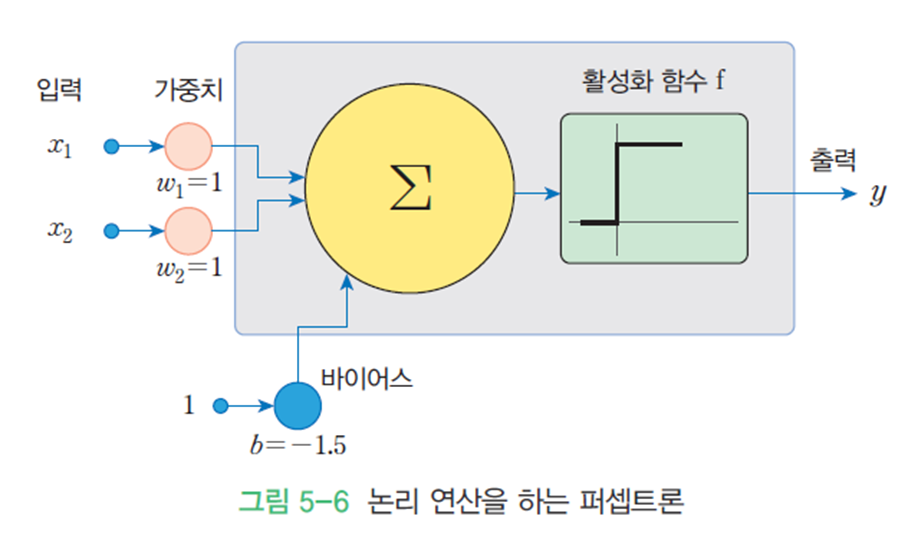 입력 가중치 활성화 함수 f
x₁
w₁=1
Σ
출력
y
x₂
w₂=1
바이어스
1
b=−1.5
그림 5-6 논리 연산을 하는 퍼셉트론